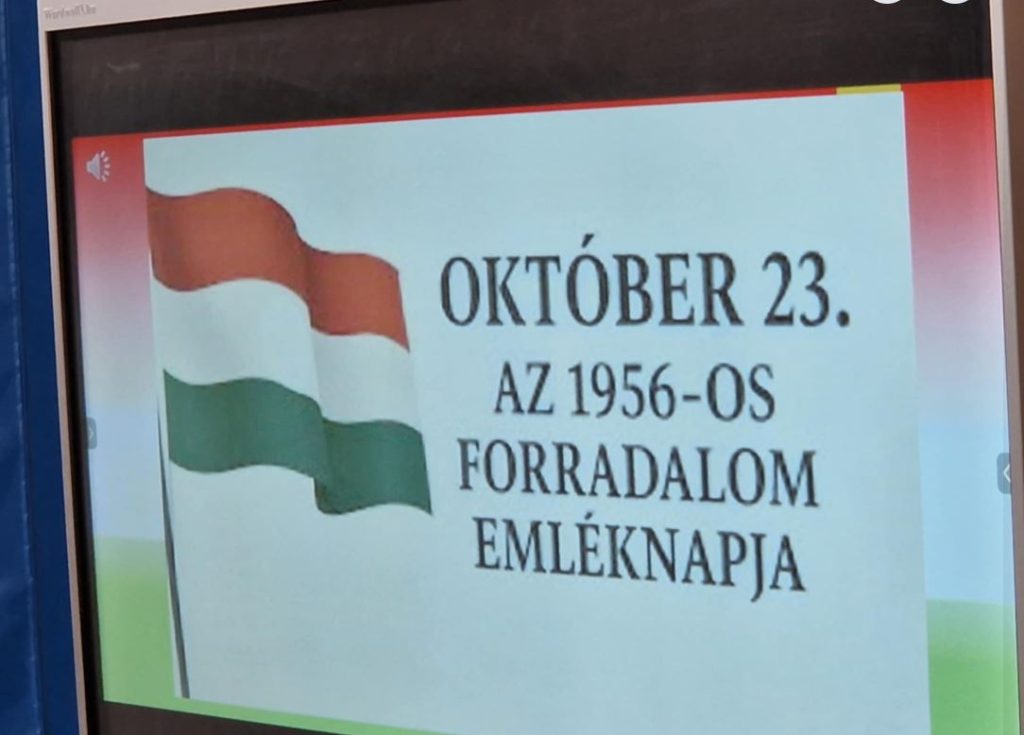 OKTÓBER 23.
AZ 1956-OS
FORRADALOM
EMLÉKNAPJA